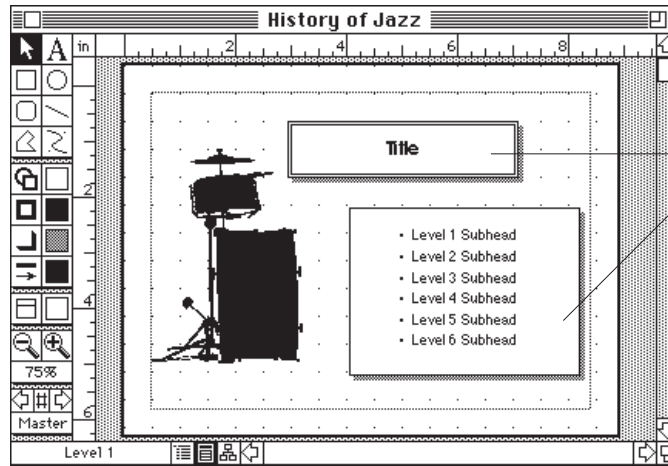 History of Jazz
A
in
2
4
6
8
Title
2
• Level 1 Subhead
• Level 2 Subhead
• Level 3 Subhead
• Level 4 Subhead
• Level 5 Subhead
• Level 6 Subhead
4
75%
#
Master
6
Level 1